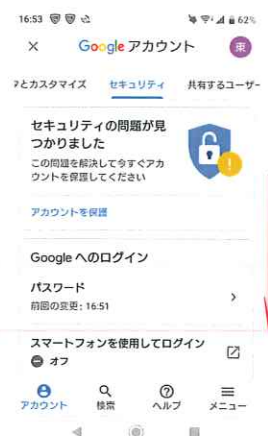 16:53
62%
Google アカウント
東
とカスタマイズ セキュリティ 共有するユーザー
セキュリティの問題が見
つかりました
この問題を解決して今すぐアカ
ウントを保護してください
アカウントを保護
Google へのログイン
パスワード
前回の変更: 16:51
スマートフォンを使用してログイン
オフ
アカウント 検索 ヘルプ メニュー